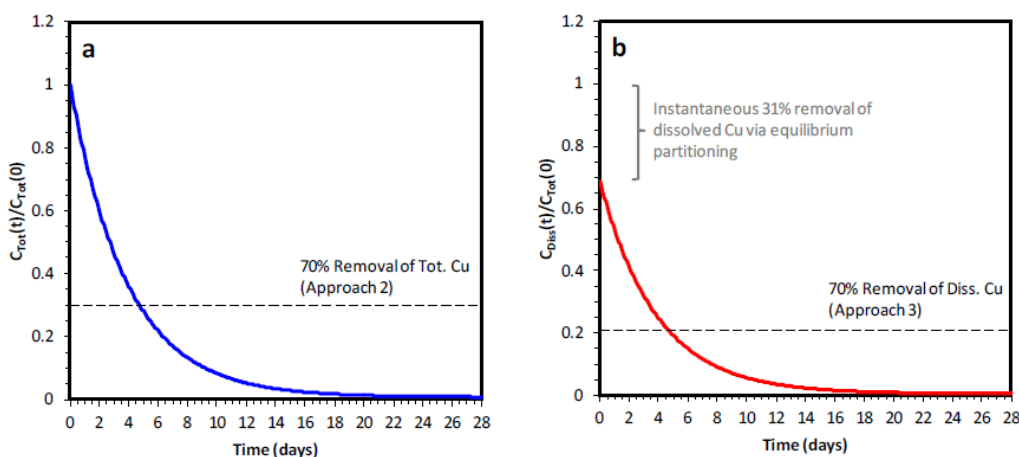 a
1.2
1
0.8
0.6
0.4
0.2
0
C_Tot(t)/C_Tot(0)
70% Removal of Tot. Cu
(Approach 2)
0 2 4 6 8 10 12 14 16 18 20 22 24 26 28
Time (days)
b
1.2
1
0.8
0.6
0.4
0.2
0
C_Diss(t)/C_Tot(0)
Instantaneous 31% removal of
dissolved Cu via equilibrium
partitioning
70% Removal of Diss. Cu
(Approach 3)
0 2 4 6 8 10 12 14 16 18 20 22 24 26 28
Time (days)